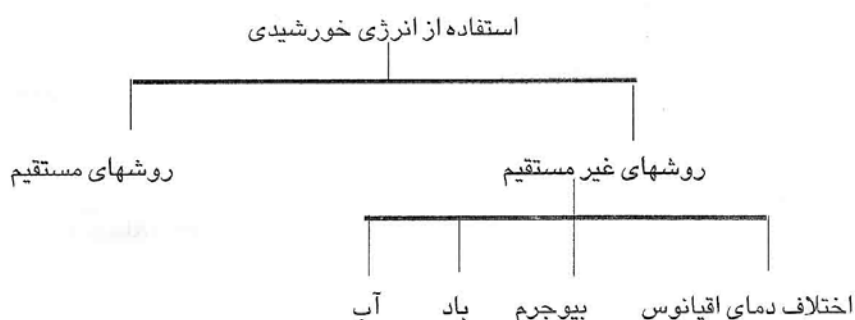 استفاده از انرژی خورشیدی
روشهای غیر مستقیم روشهای مستقیم
اختلاف دمای اقیانوس بیوجرم باد آب